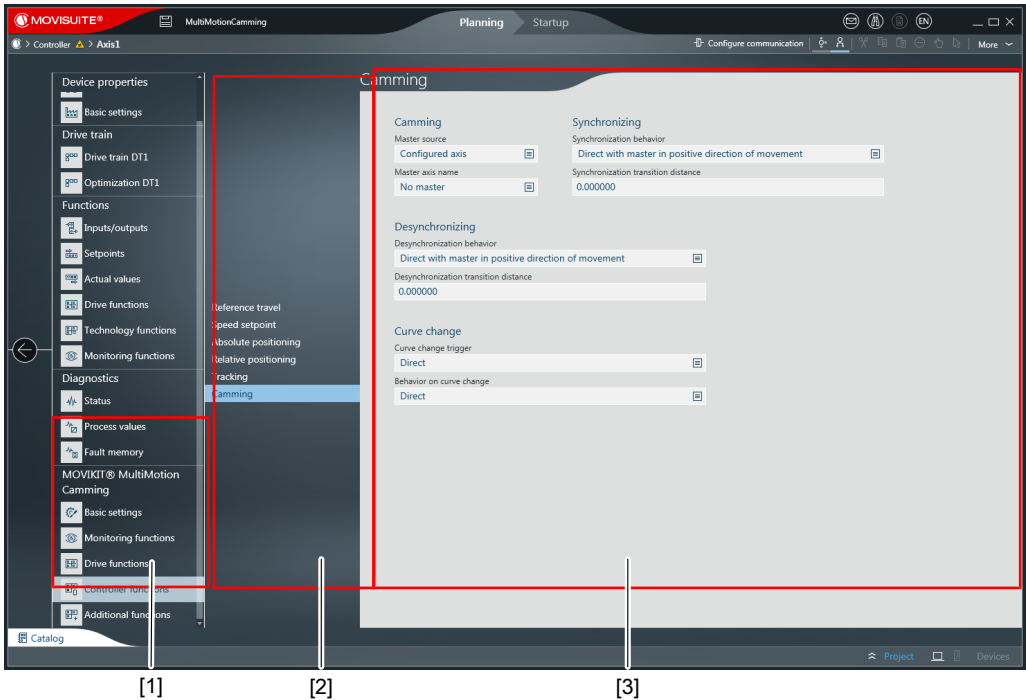 MOVISUITE®
MultiMotionCamming
Planning
Startup
EN
> Controller > Axis1
Configure communication
More
Device properties
Basic settings
Drive train
Drive train DT1
Optimization DT1
Functions
Inputs/outputs
Setpoints
Actual values
Drive functions
Technology functions
Monitoring functions
Diagnostics
Status
Process values
Fault memory
MOVIKIT® MultiMotion
Camming
Basic settings
Monitoring functions
Drive functions
Controller functions
Additional functions
Reference travel
Speed setpoint
Absolute positioning
Relative positioning
Tracking
Camming
Camming
Camming
Master source
Configured axis
Master axis name
No master
Synchronizing
Synchronization behavior
Direct with master in positive direction of movement
Synchronization transition distance
0.000000
Desynchronizing
Desynchronization behavior
Direct with master in positive direction of movement
Desynchronization transition distance
0.000000
Curve change
Curve change trigger
Direct
Behavior on curve change
Direct
Catalog
Project
Devices
[1]
[2]
[3]